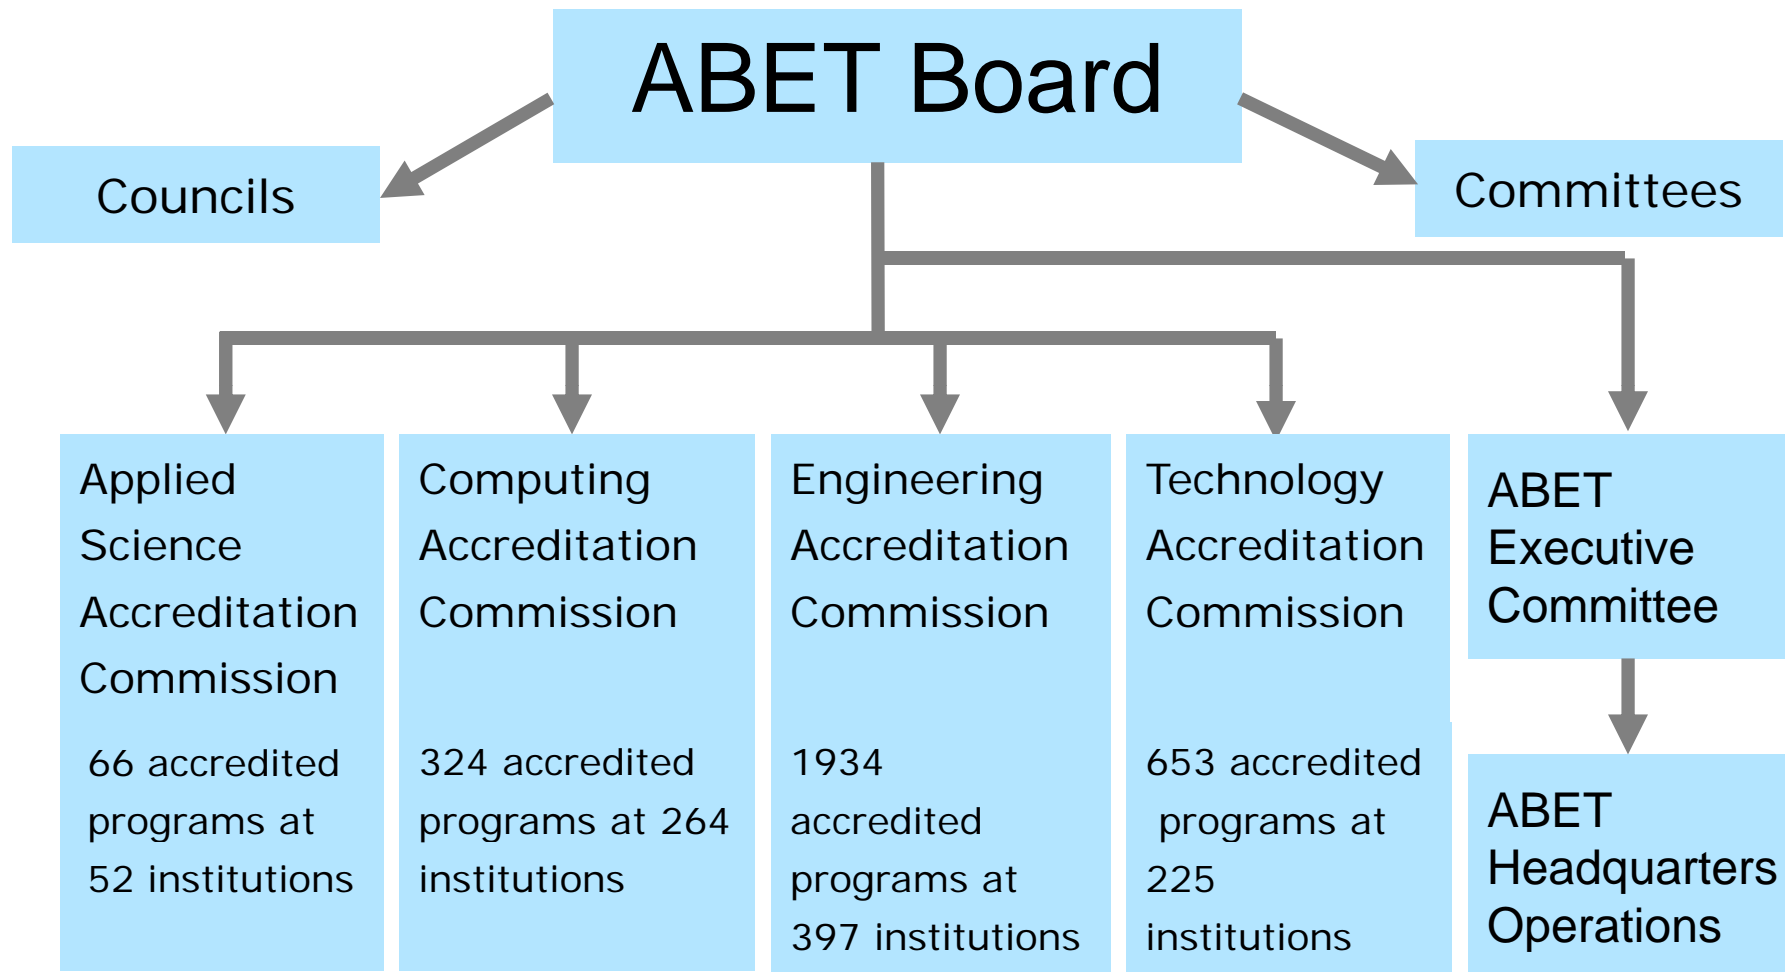 ABET Board
Councils
Committees
Applied
Science
Accreditation
Commission
66 accredited
programs at
52 institutions
Computing
Accreditation
Commission
324 accredited
programs at 264
institutions
Engineering
Accreditation
Commission
1934
accredited
programs at
397 institutions
Technology
Accreditation
Commission
653 accredited
programs at
225
institutions
ABET
Executive
Committee
ABET
Headquarters
Operations